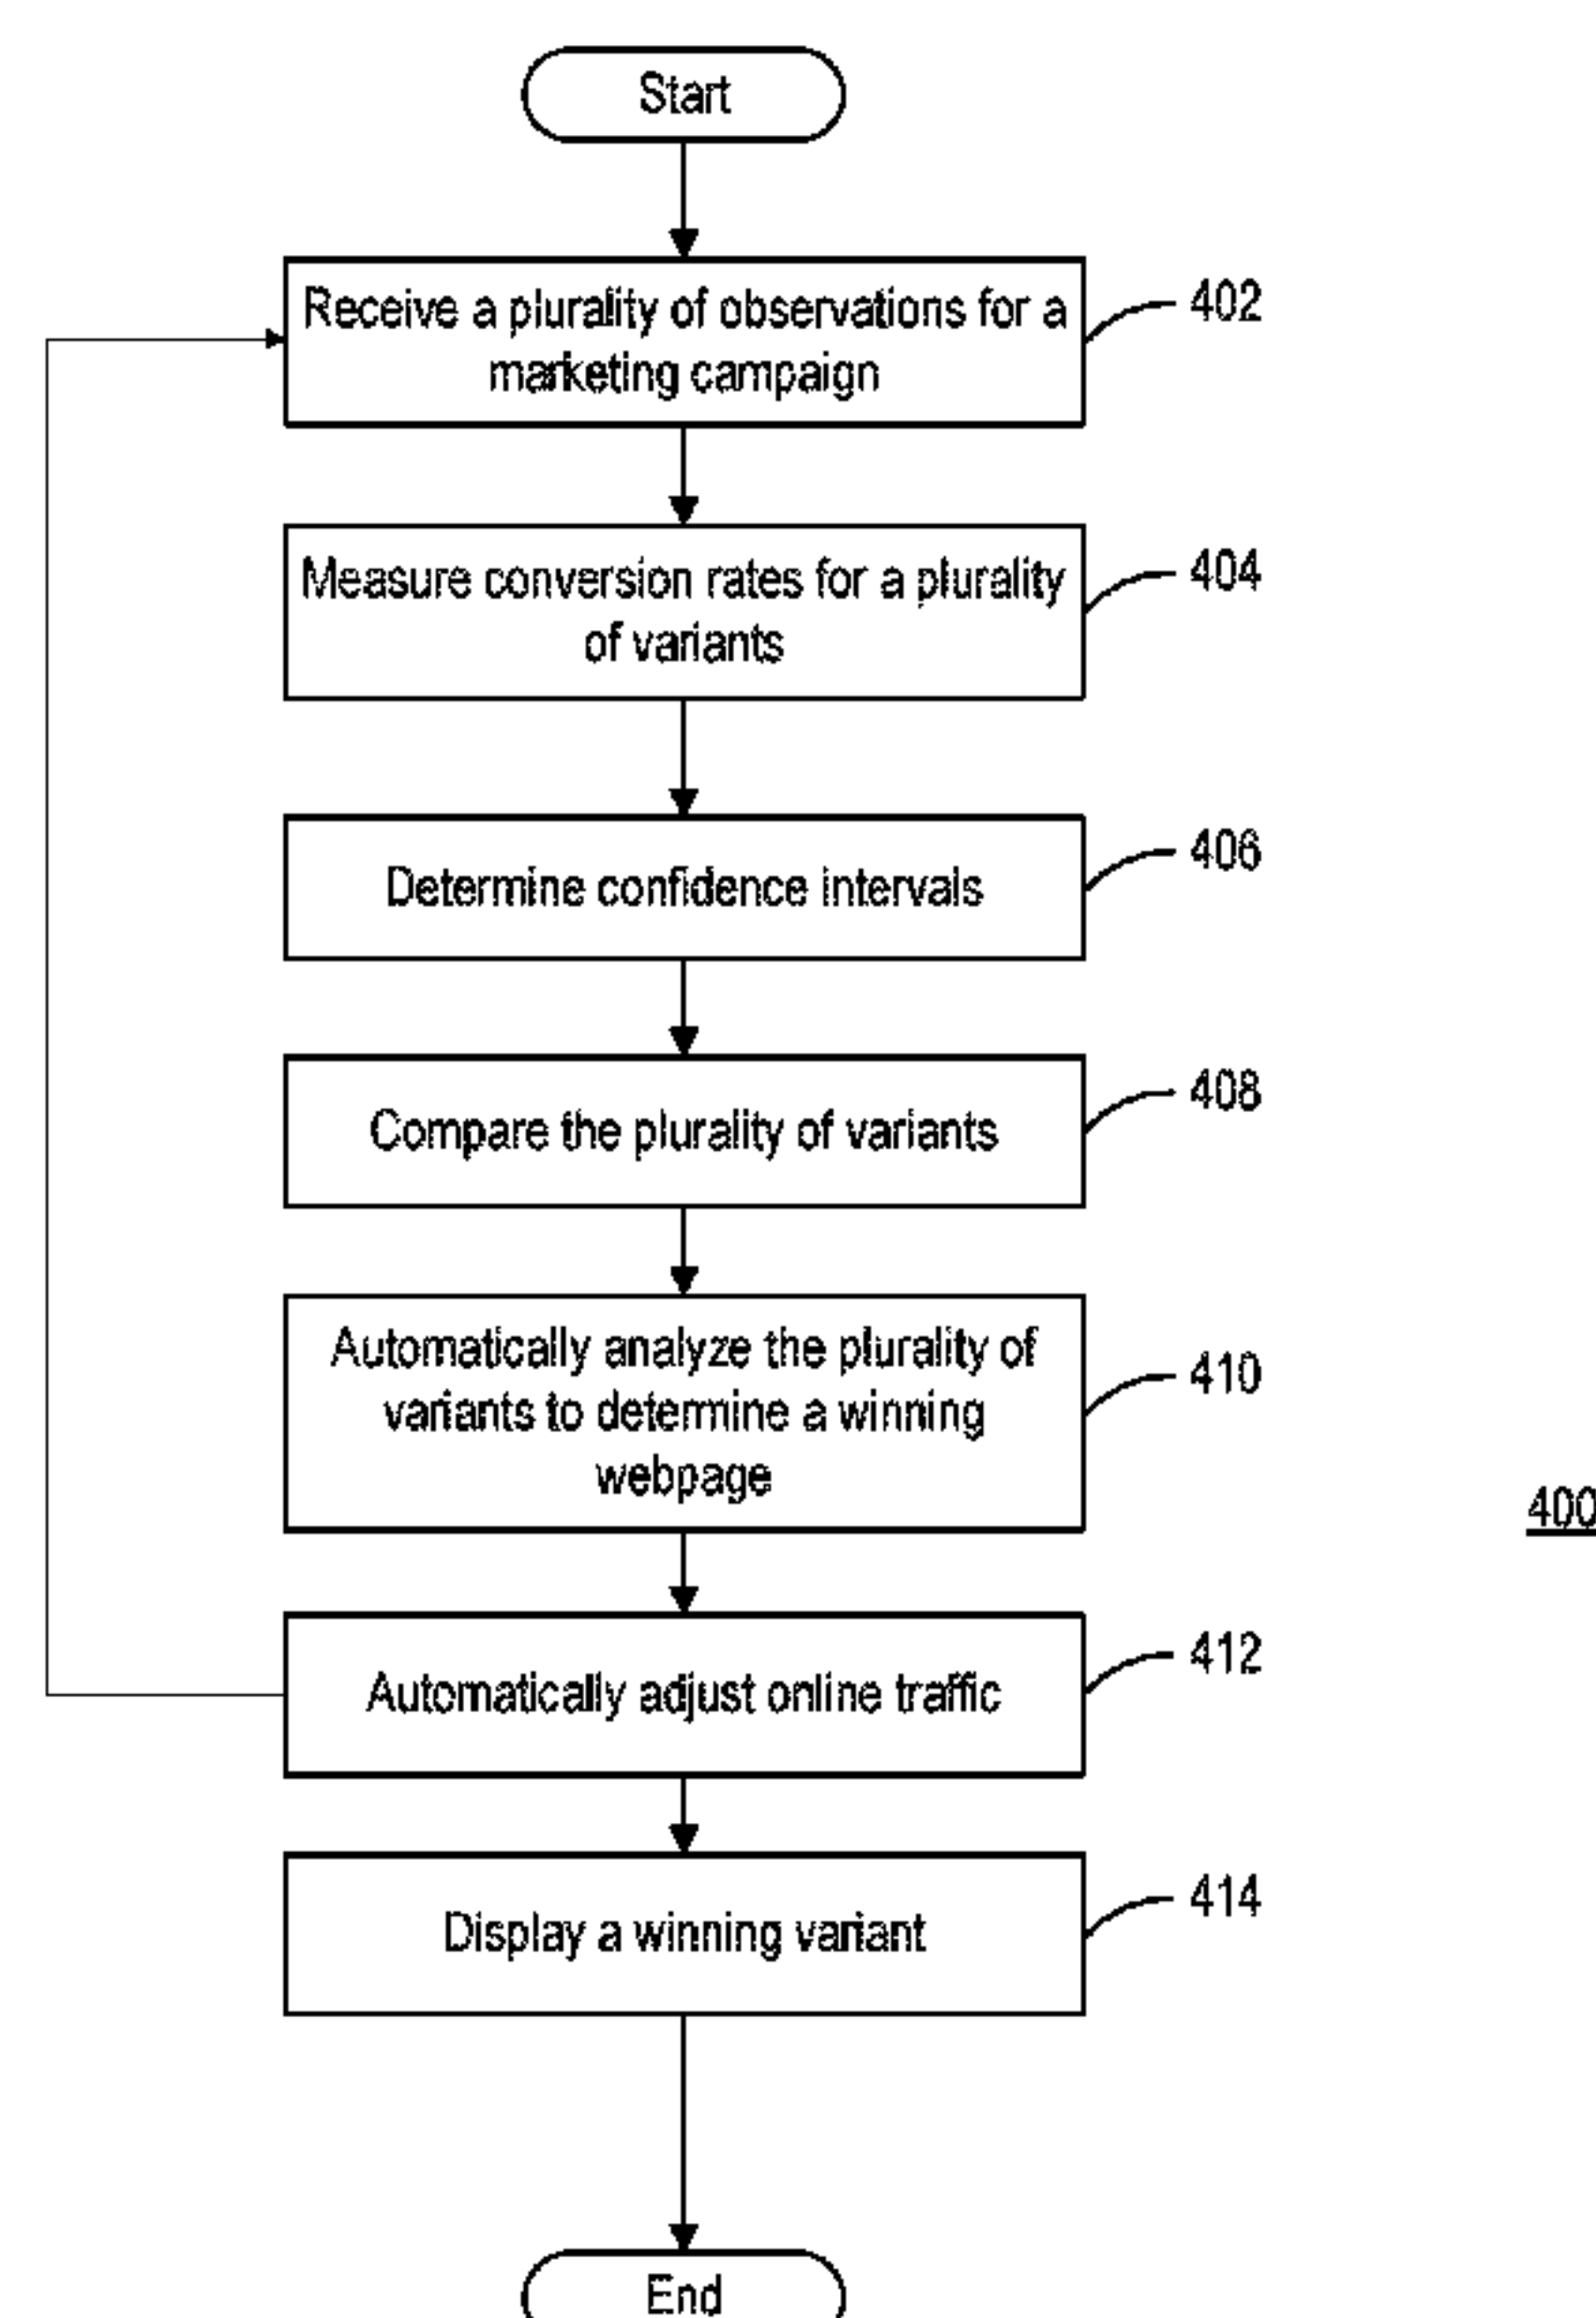 Start
Receive a plurality of observations for a
marketing campaign
402
Measure conversion rates for a plurality
of variants
404
Determine confidence intervals
406
Compare the plurality of variants
408
Automatically analyze the plurality of
variants to determine a winning
webpage
410
400
Automatically adjust online traffic
412
Display a winning variant
414
End